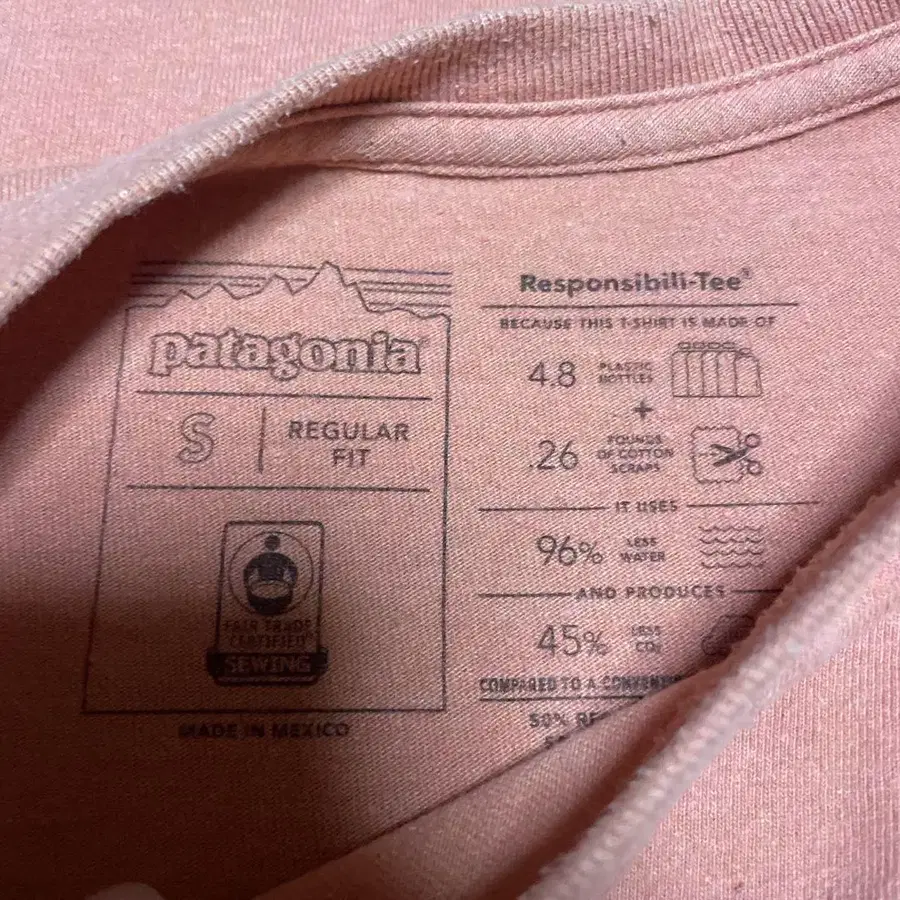 patagonia
S
REGULAR
FIT
FAIR TRADE
CERTIFIED
SEWING
MADE IN MEXICO
Responsibili-Tee®
BECAUSE THIS T-SHIRT IS MADE OF
4.8 PLASTIC
BOTTLES
+
.26 POUNDS
OF COTTON
SCRAPS
IT USES
96% LESS
WATER
AND PRODUCES
45% LESS
CO₂
COMPARED TO A
50%